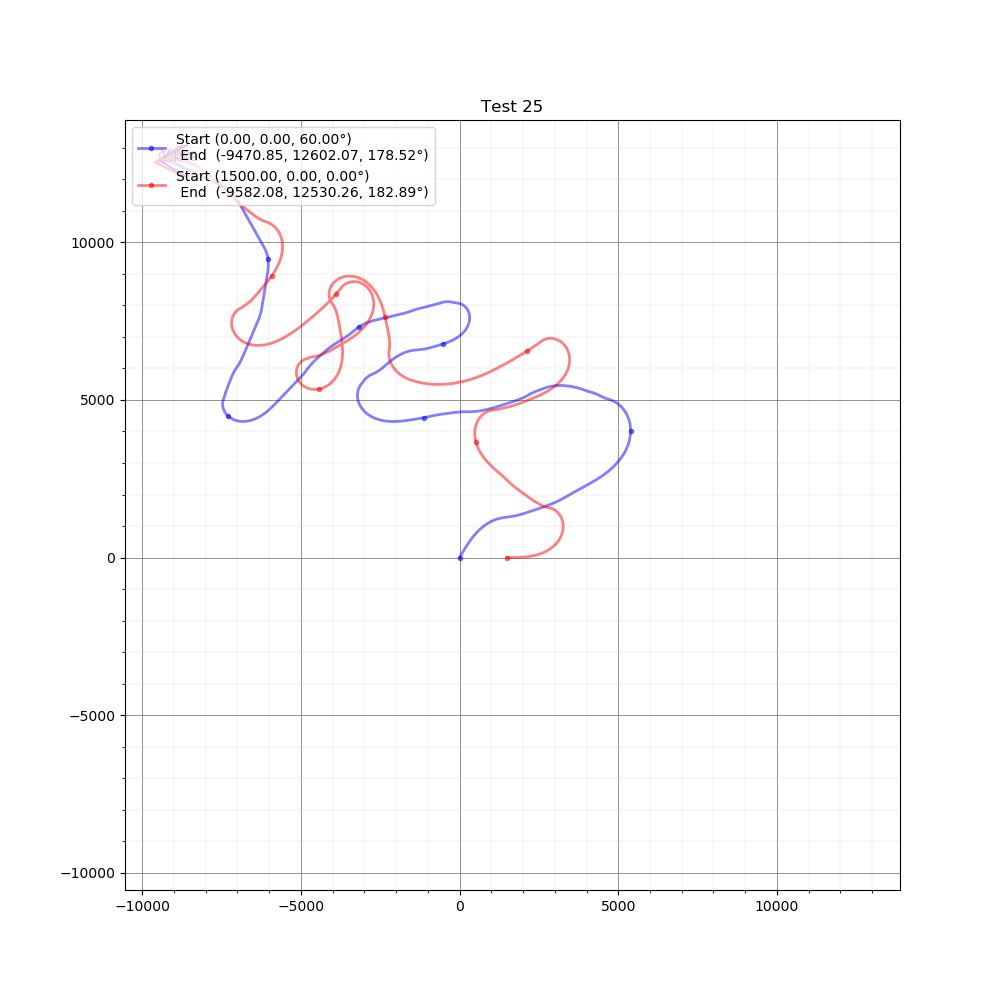 Test 25
Start (0.00, 0.00, 60.00°)
End (-9470.85, 12602.07, 178.52°)
Start (1500.00, 0.00, 0.00°)
End (-9582.08, 12530.26, 182.89°)
10000
5000
0
−5000
−10000
−10000 −5000 0 5000 10000